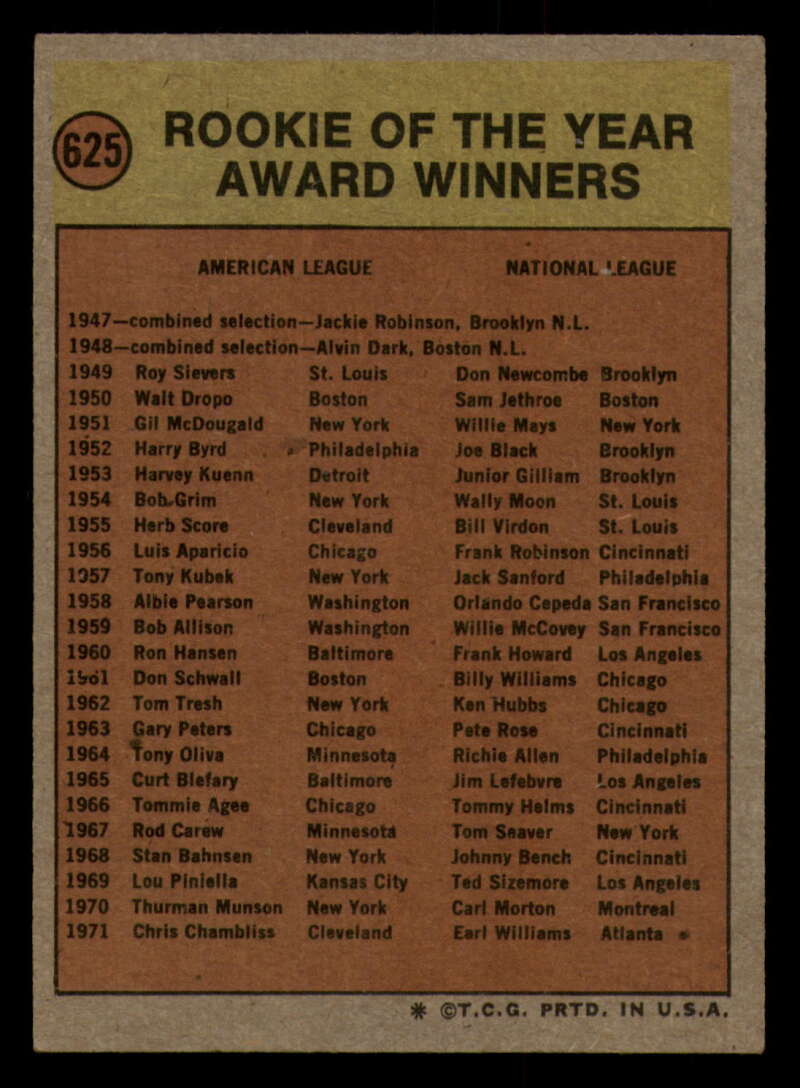 625
ROOKIE OF THE YEAR
AWARD WINNERS
AMERICAN LEAGUE NATIONAL LEAGUE
1947—combined selection—Jackie Robinson, Brooklyn N.L.
1948—combined selection—Alvin Dark, Boston N.L.
1949 Roy Sievers St. Louis Don Newcombe Brooklyn
1950 Walt Dropo Boston Sam Jethroe Boston
1951 Gil McDougald New York Willie Mays New York
1952 Harry Byrd Philadelphia Joe Black Brooklyn
1953 Harvey Kuenn Detroit Junior Gilliam Brooklyn
1954 Bob Grim New York Wally Moon St. Louis
1955 Herb Score Cleveland Bill Virdon St. Louis
1956 Luis Aparicio Chicago Frank Robinson Cincinnati
1957 Tony Kubek New York Jack Sanford Philadelphia
1958 Albie Pearson Washington Orlando Cepeda San Francisco
1959 Bob Allison Washington Willie McCovey San Francisco
1960 Ron Hansen Baltimore Frank Howard Los Angeles
1961 Don Schwall Boston Billy Williams Chicago
1962 Tom Tresh New York Ken Hubbs Chicago
1963 Gary Peters Chicago Pete Rose Cincinnati
1964 Tony Oliva Minnesota Richie Allen Philadelphia
1965 Curt Blefary Baltimore Jim Lefebvre Los Angeles
1966 Tommie Agee Chicago Tommy Helms Cincinnati
1967 Rod Carew Minnesota Tom Seaver New York
1968 Stan Bahnsen New York Johnny Bench Cincinnati
1969 Lou Piniella Kansas City Ted Sizemore Los Angeles
1970 Thurman Munson New York Carl Morton Montreal
1971 Chris Chambliss Cleveland Earl Williams Atlanta
* ©T.C.G. PRTD. IN U.S.A.